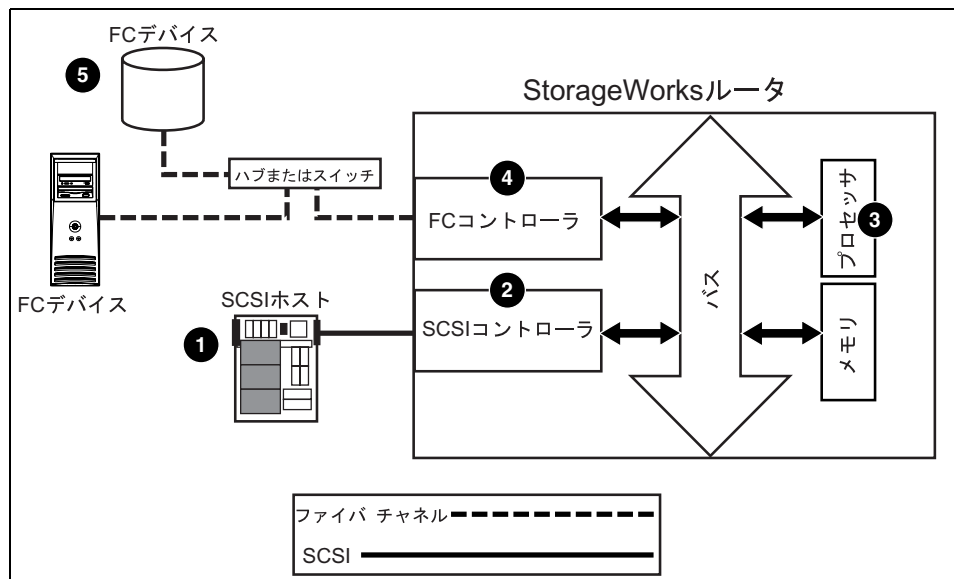 FCデバイス
5
StorageWorksルータ
ハブまたはスイッチ
4
FCコントローラ
プロセッサ
3
FCデバイス
SCSIホスト
1
2
SCSIコントローラ
バス
メモリ
ファイバ チャネル
SCSI